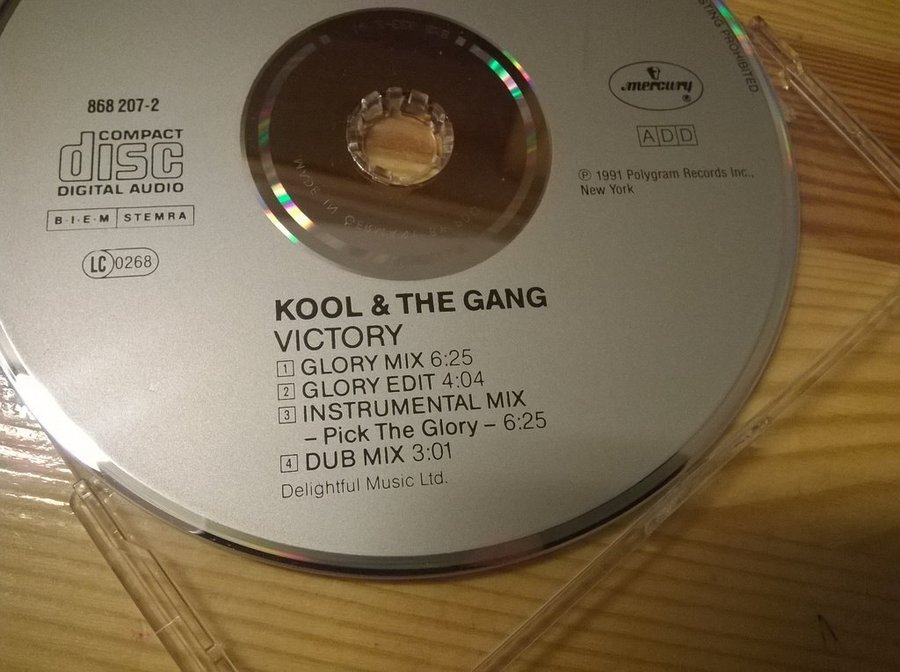 868 207-2
COMPACT
disc
DIGITAL AUDIO
B·I·E·M STEMRA
LC 0268
mercury
®
ADD
℗ 1991 Polygram Records Inc.,
New York
PROHIBITED.
KOOL & THE GANG
VICTORY
1 GLORY MIX 6:25
2 GLORY EDIT 4:04
3 INSTRUMENTAL MIX
– Pick The Glory – 6:25
4 DUB MIX 3:01
Delightful Music Ltd.